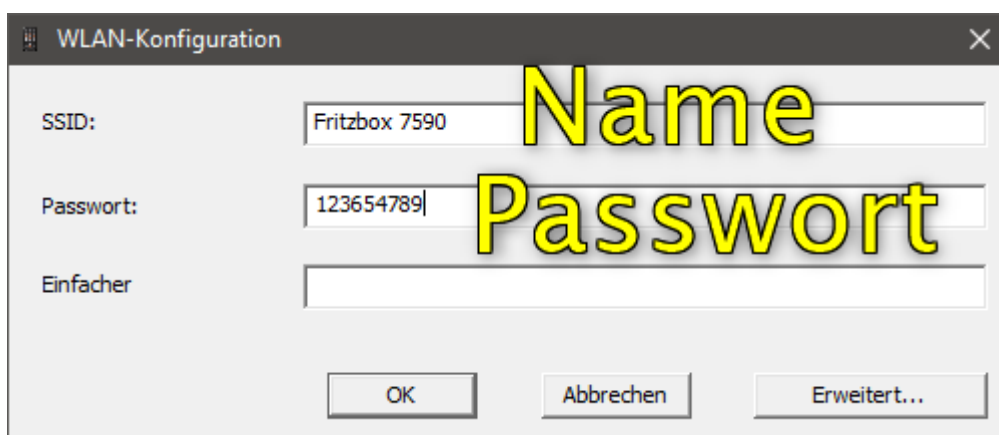 WLAN-Konfiguration
SSID: Fritzbox 7590 Name
Passwort: 123654789 Passwort
Einfacher
OK Abbrechen Erweitert...